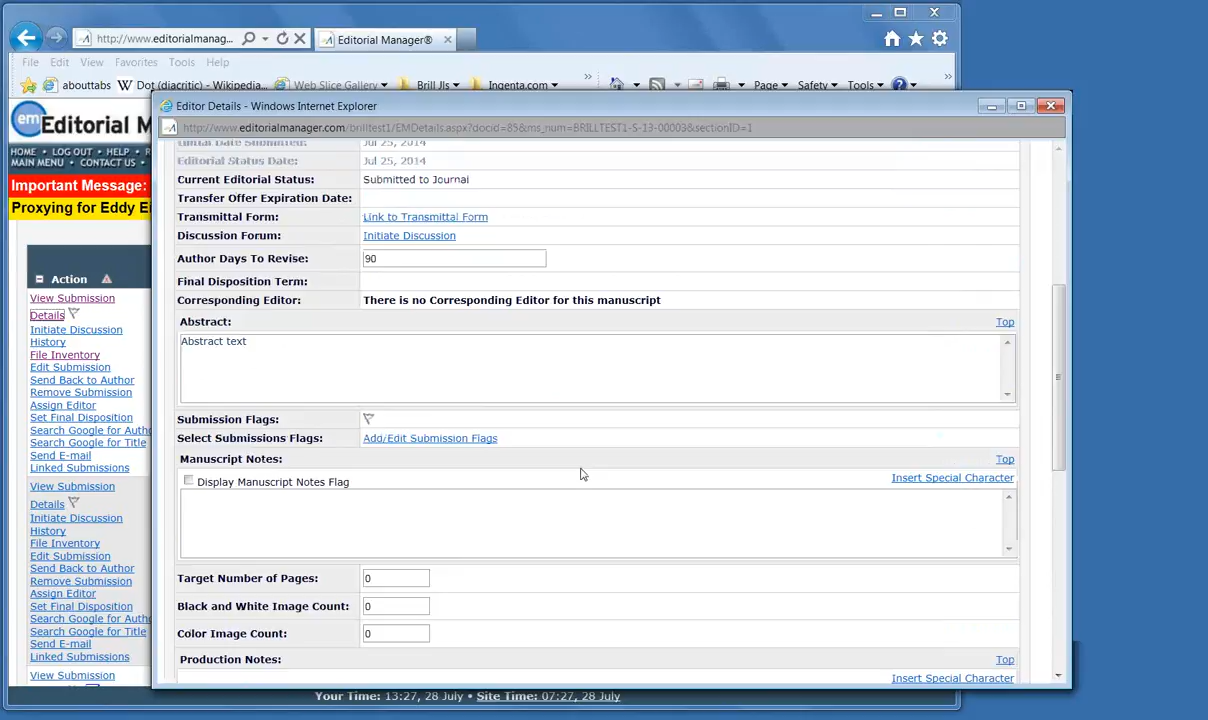 http://www.editorialmanag...
Editorial Manager®
File Edit View Favorites Tools Help
abouttabs
Dot (diacritic) - Wikipedia,
Web Slice Gallery
Brill Jls
Ingenta.com
»
Page
Safety
Tools
»
em
Editorial M
HOME • LOG OUT • HELP • R
MAIN MENU • CONTACT US •
Important Message:
Proxying for Eddy Ei
Action
View Submission
Details
Initiate Discussion
History
File Inventory
Edit Submission
Send Back to Author
Remove Submission
Assign Editor
Set Final Disposition
Search Google for Autho
Search Google for Title
Send E-mail
Linked Submissions
View Submission
Details
Initiate Discussion
History
File Inventory
Edit Submission
Send Back to Author
Remove Submission
Assign Editor
Set Final Disposition
Search Google for Autho
Search Google for Title
Send E-mail
Linked Submissions
View Submission
Editor Details - Windows Internet Explorer
http://www.editorialmanager.com/brilltest1/EMDetails.aspx?docid=85&ms_num=BRILLTEST1-S-13-00003&sectionID=1
Initial Date Submitted: Jul 25, 2014
Editorial Status Date: Jul 25, 2014
Current Editorial Status: Submitted to Journal
Transfer Offer Expiration Date:
Transmittal Form: Link to Transmittal Form
Discussion Forum: Initiate Discussion
Author Days To Revise: 90
Final Disposition Term:
Corresponding Editor: There is no Corresponding Editor for this manuscript
Abstract: Top
Abstract text
Submission Flags:
Select Submissions Flags: Add/Edit Submission Flags
Manuscript Notes: Top
Display Manuscript Notes Flag Insert Special Character
Target Number of Pages: 0
Black and White Image Count: 0
Color Image Count: 0
Production Notes: Top
Insert Special Character
Your Time: 13:27, 28 July • Site Time: 07:27, 28 July